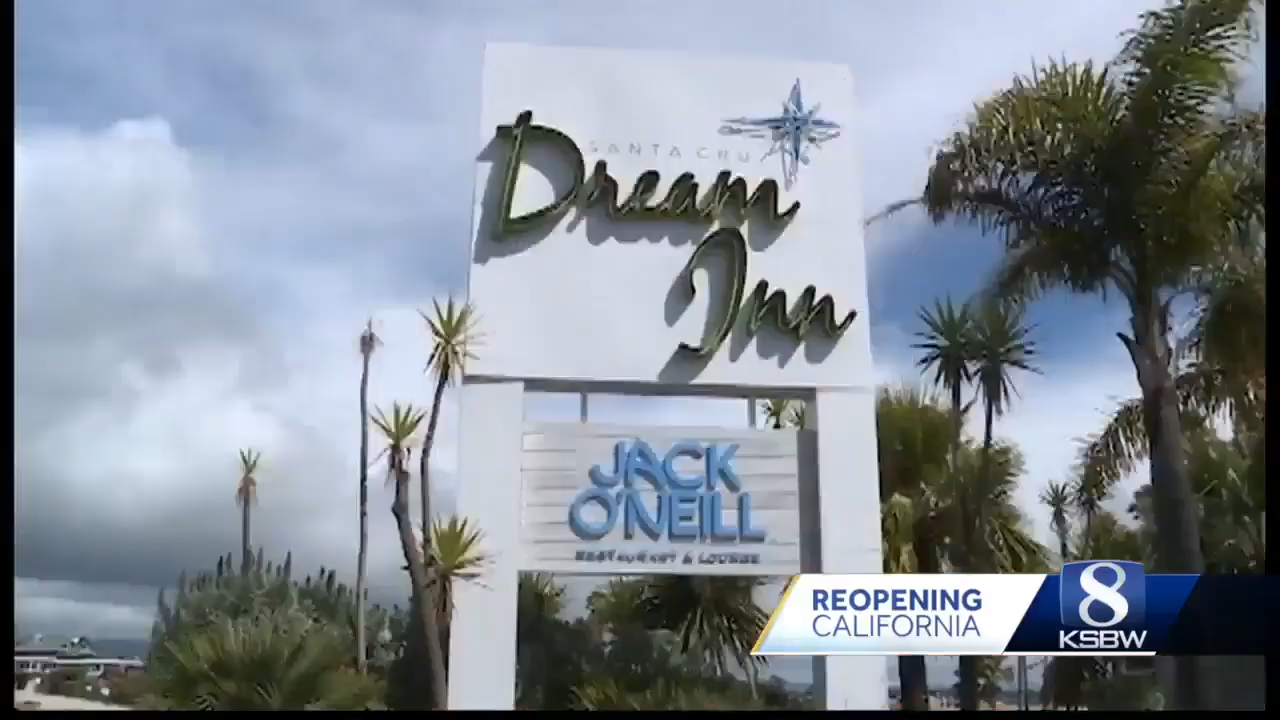 SANTA CRUZ
Dream
Inn
JACK
O'NEILL
RESTAURANT & LOUNGE
REOPENING
CALIFORNIA
8
KSBW